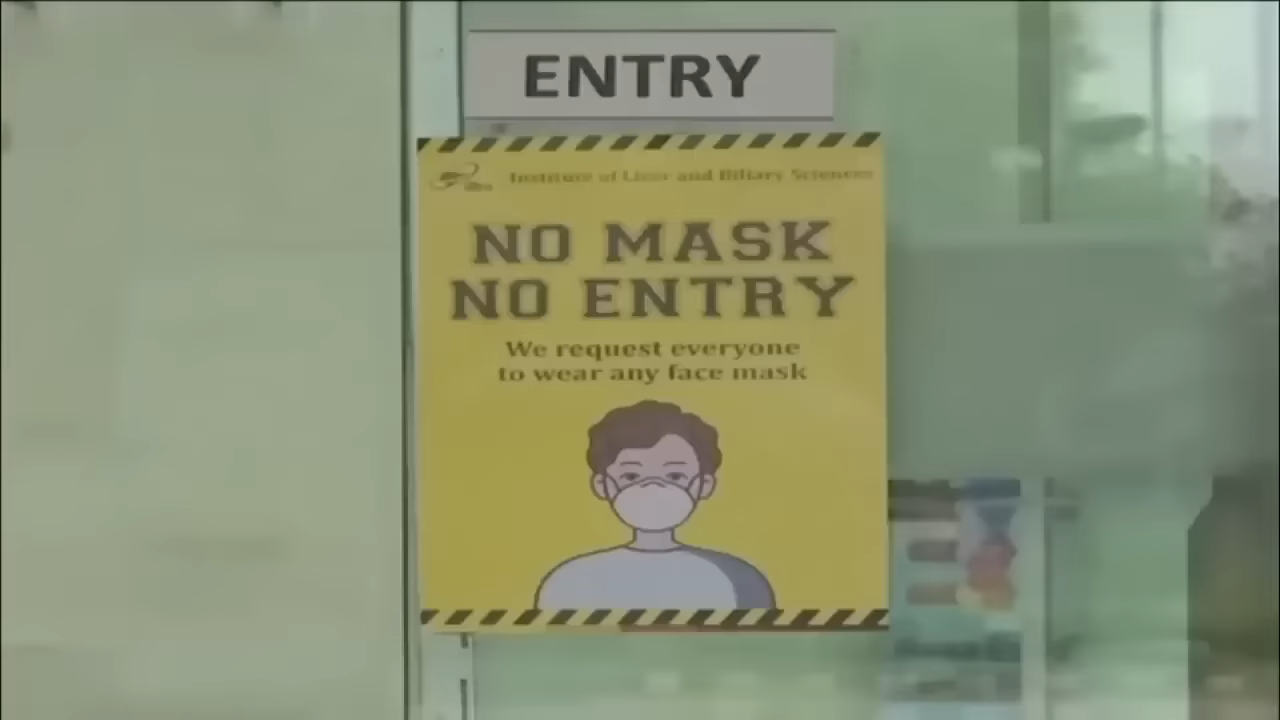 ENTRY
Institute of Liver and Biliary Sciences
NO MASK
NO ENTRY
We request everyone
to wear any face mask